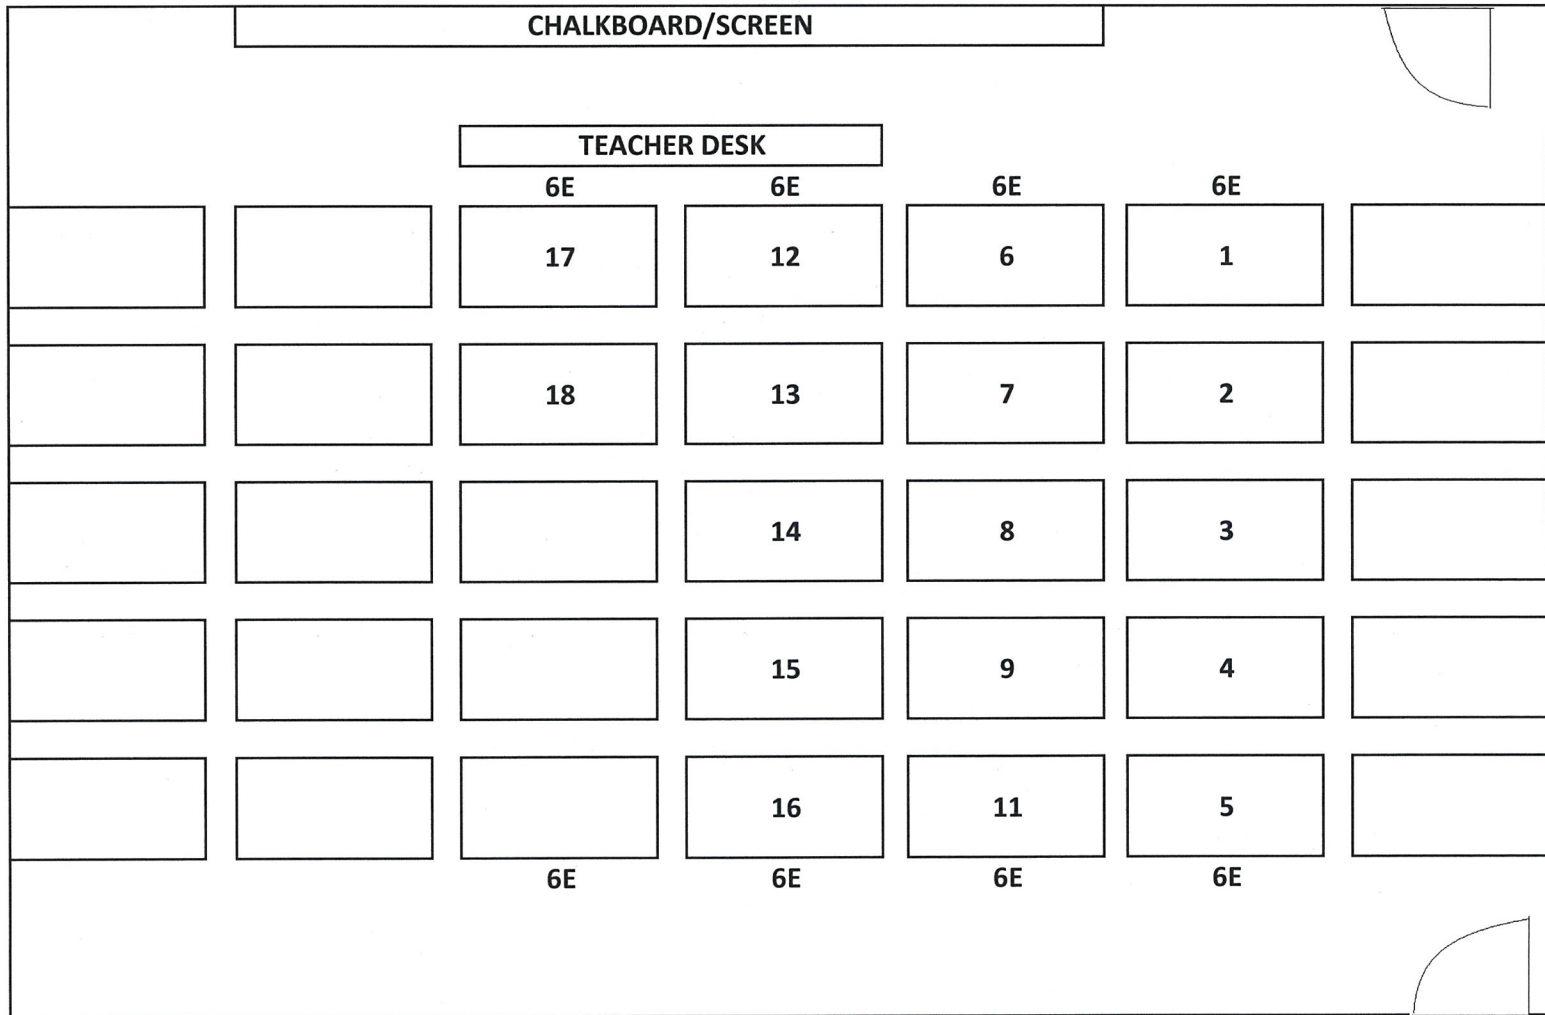 CHALKBOARD/SCREEN
TEACHER DESK
6E 6E 6E 6E
17 12 6 1
18 13 7 2
14 8 3
15 9 4
16 11 5
6E 6E 6E 6E